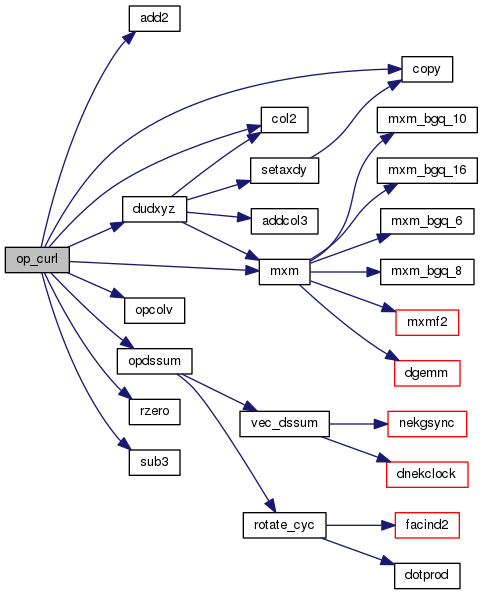 add2
copy
mxm_bgq_10
col2
mxm_bgq_16
setaxdy
dudxyz
addcol3
mxm_bgq_6
op_curl
mxm
mxm_bgq_8
opcolv
mxmf2
opdssum
dgemm
rzero
vec_dssum
nekgsync
sub3
dnekclock
rotate_cyc
facind2
dotprod